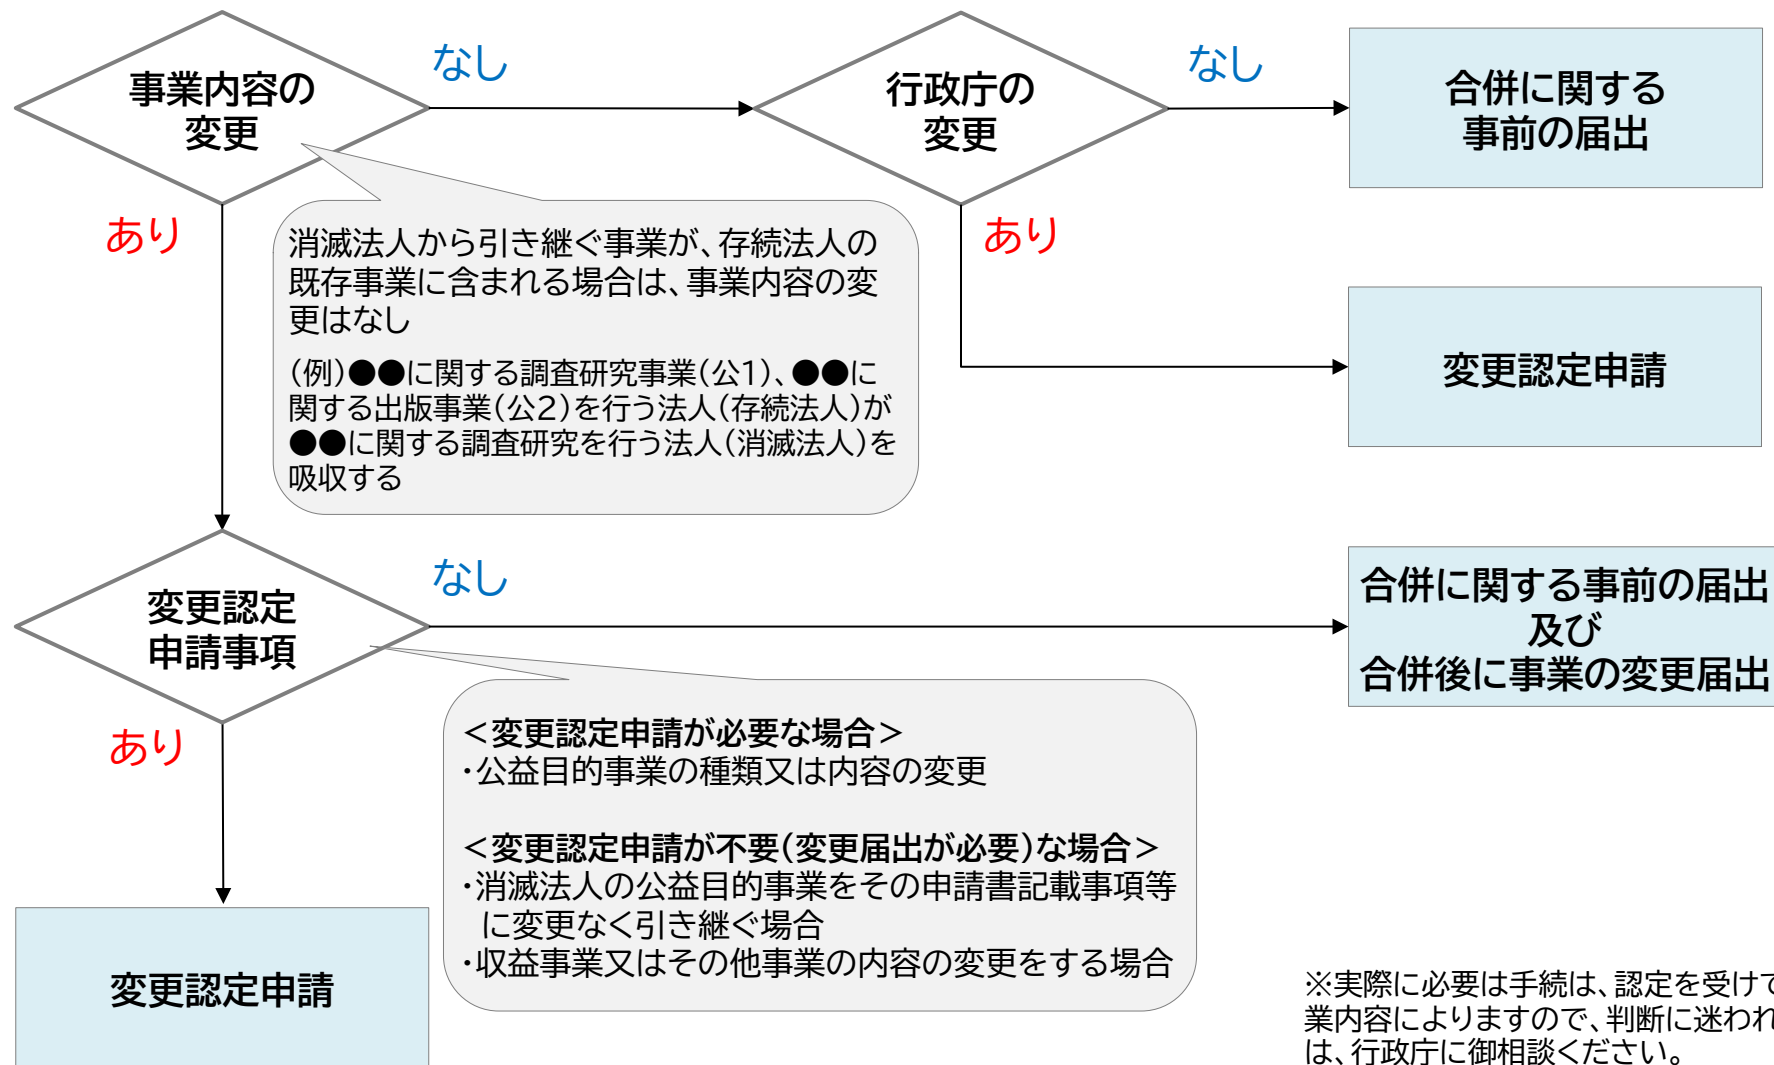 事業内容の
変更
なし
行政庁の
変更
なし
合併に関する
事前の届出
あり
消滅法人から引き継ぐ事業が、存続法人の
既存事業に含まれる場合は、事業内容の変
更はなし
(例)●●に関する調査研究事業(公1)、●●に
関する出版事業(公2)を行う法人(存続法人)が
●●に関する調査研究を行う法人(消滅法人)を
吸収する
あり
変更認定申請
変更認定
申請事項
なし
合併に関する事前の届出
及び
合併後に事業の変更届出
あり
<変更認定申請が必要な場合>
・公益目的事業の種類又は内容の変更
<変更認定申請が不要(変更届出が必要)な場合>
・消滅法人の公益目的事業をその申請書記載事項等
に変更なく引き継ぐ場合
・収益事業又はその他事業の内容の変更をする場合
変更認定申請
※実際に必要は手続は、認定を受けて
業内容によりますので、判断に迷われ
は、行政庁に御相談ください。